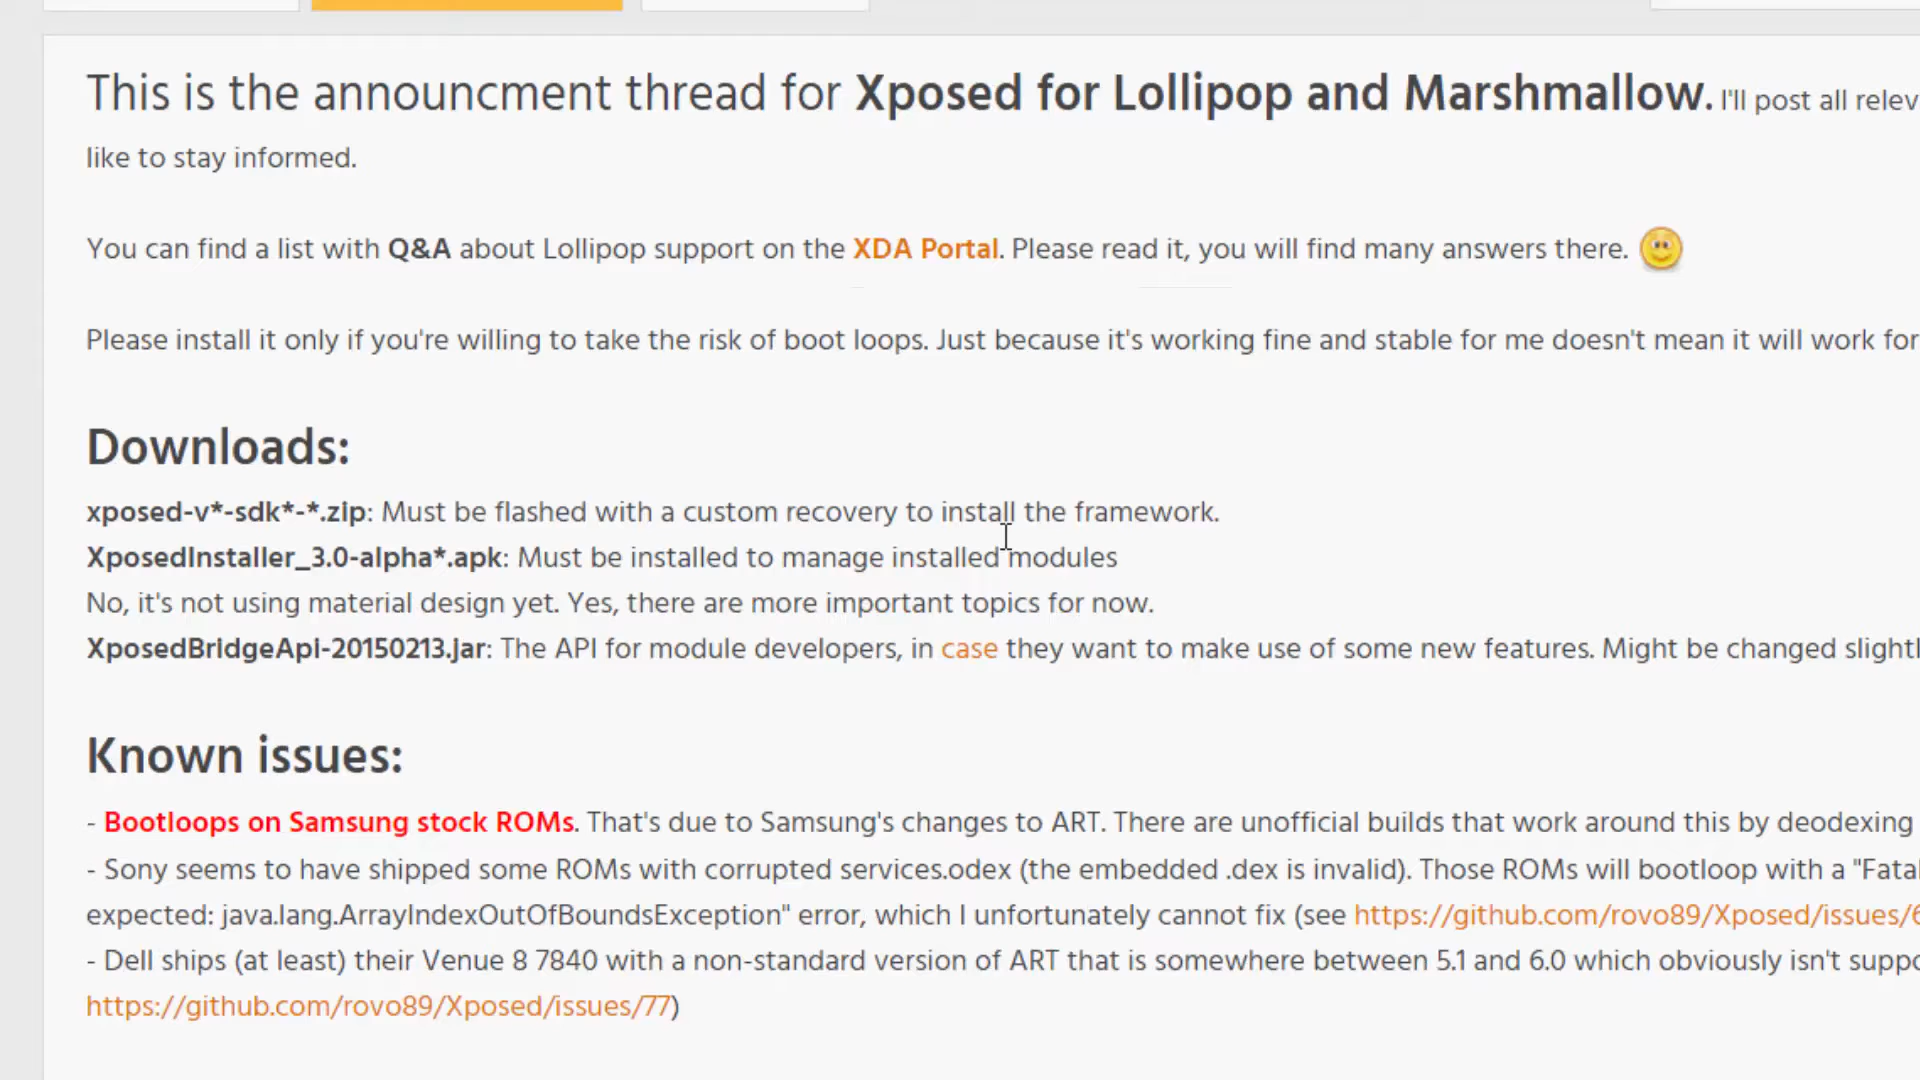 This is the announcment thread for Xposed for Lollipop and Marshmallow. I'll post all relev
like to stay informed.
You can find a list with Q&A about Lollipop support on the XDA Portal. Please read it, you will find many answers there.
Please install it only if you're willing to take the risk of boot loops. Just because it's working fine and stable for me doesn't mean it will work for
Downloads:
xposed-v*-sdk*-*.zip: Must be flashed with a custom recovery to install the framework.
XposedInstaller_3.0-alpha*.apk: Must be installed to manage installed modules
No, it's not using material design yet. Yes, there are more important topics for now.
XposedBridgeApi-20150213.jar: The API for module developers, in case they want to make use of some new features. Might be changed slightl
Known issues:
- Bootloops on Samsung stock ROMs. That's due to Samsung's changes to ART. There are unofficial builds that work around this by deodexing
- Sony seems to have shipped some ROMs with corrupted services.odex (the embedded .dex is invalid). Those ROMs will bootloop with a "Fatal
expected: java.lang.ArrayIndexOutOfBoundsException" error, which I unfortunately cannot fix (see https://github.com/rovo89/Xposed/issues/6
- Dell ships (at least) their Venue 8 7840 with a non-standard version of ART that is somewhere between 5.1 and 6.0 which obviously isn't suppo
https://github.com/rovo89/Xposed/issues/77)